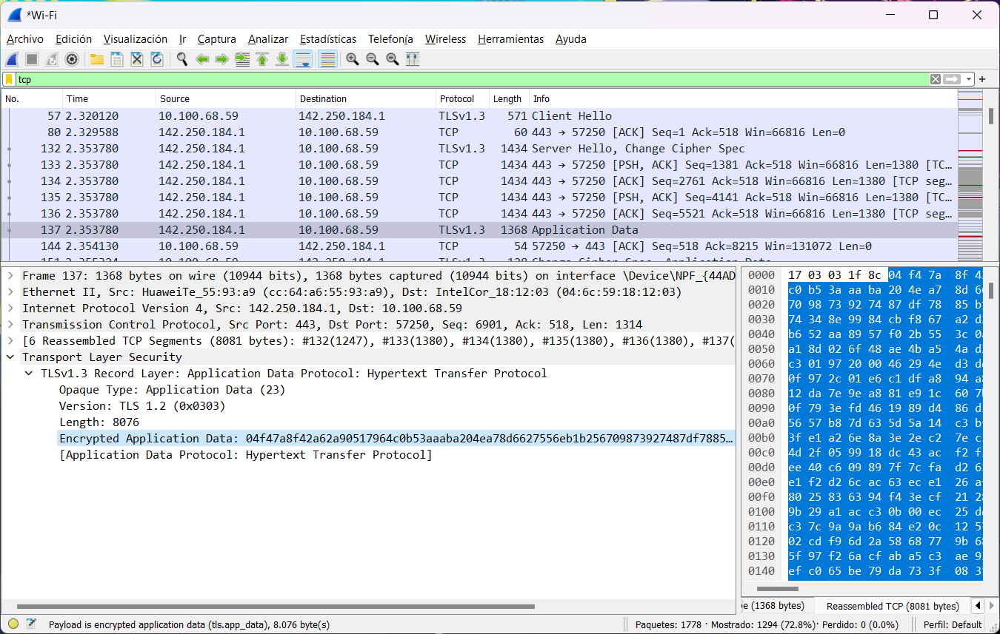 *Wi-Fi
Archivo Edición Visualización Ir Captura Analizar Estadísticas Telefonía Wireless Herramientas Ayuda
tcp
No. Time Source Destination Protocol Length Info
57 2.320120 10.100.68.59 142.250.184.1 TLSv1.3 571 Client Hello
80 2.329588 142.250.184.1 10.100.68.59 TCP 60 443 → 57250 [ACK] Seq=1 Ack=518 Win=66816 Len=0
132 2.353780 142.250.184.1 10.100.68.59 TLSv1.3 1434 Server Hello, Change Cipher Spec
133 2.353780 142.250.184.1 10.100.68.59 TCP 1434 443 → 57250 [PSH, ACK] Seq=1381 Ack=518 Win=66816 Len=1380 [TC…
134 2.353780 142.250.184.1 10.100.68.59 TCP 1434 443 → 57250 [ACK] Seq=2761 Ack=518 Win=66816 Len=1380 [TCP seg…
135 2.353780 142.250.184.1 10.100.68.59 TCP 1434 443 → 57250 [PSH, ACK] Seq=4141 Ack=518 Win=66816 Len=1380 [TC…
136 2.353780 142.250.184.1 10.100.68.59 TCP 1434 443 → 57250 [ACK] Seq=5521 Ack=518 Win=66816 Len=1380 [TCP seg…
137 2.353780 142.250.184.1 10.100.68.59 TLSv1.3 1368 Application Data
144 2.354130 10.100.68.59 142.250.184.1 TCP 54 57250 → 443 [ACK] Seq=518 Ack=8215 Win=131072 Len=0
Frame 137: 1368 bytes on wire (10944 bits), 1368 bytes captured (10944 bits) on interface \Device\NPF_{44AD
Ethernet II, Src: HuaweiTe_55:93:a9 (cc:64:a6:55:93:a9), Dst: IntelCor_18:12:03 (04:6c:59:18:12:03)
Internet Protocol Version 4, Src: 142.250.184.1, Dst: 10.100.68.59
Transmission Control Protocol, Src Port: 443, Dst Port: 57250, Seq: 6901, Ack: 518, Len: 1314
[6 Reassembled TCP Segments (8081 bytes): #132(1247), #133(1380), #134(1380), #135(1380), #136(1380), #137(
Transport Layer Security
TLSv1.3 Record Layer: Application Data Protocol: Hypertext Transfer Protocol
Opaque Type: Application Data (23)
Version: TLS 1.2 (0x0303)
Length: 8076
Encrypted Application Data: 04f47a8f42a62a90517964c0b53aaaba204ea78d6627556eb1b256709873927487df7885…
[Application Data Protocol: Hypertext Transfer Protocol]
0000 17 03 03 1f 8c 04 f4 7a 8f 4
0010 c0 b5 3a aa ba 20 4e a7 8d 6
0020 70 98 73 92 74 87 df 78 85 b
0030 74 34 8e 99 84 cb f8 67 a2 d
0040 b6 52 aa 89 57 f0 2b 55 3c 0
0050 a1 8d 02 6f 48 ae 4b a5 4a d
0060 c3 01 97 20 00 46 29 4e d3 d
0070 0f 97 2c 01 e6 c1 df a8 94 a
0080 12 da 7e 9e a8 81 e9 1c 60 7
0090 0f 79 3e fd 46 19 89 d4 86 d
00a0 56 57 b8 7d 63 5d 5a 14 c3 b
00b0 3f e1 a2 6e 8a 3e 2c 27 7e c
00c0 4d 2f 05 99 18 dc 43 ac f2 f
00d0 ee 40 c6 09 89 7f 7c fa d2 6
00e0 e1 f2 d2 6c ac 63 ec e1 26 a
00f0 80 25 83 63 94 f4 3e cf 21 2
0100 9b 29 a1 ac c3 0b 00 ec 25 d
0110 c3 7c 9a 9a b6 84 e2 0c 12 5
0120 02 cd f9 6d 2a 58 68 77 9b 6
0130 5f 97 f2 6a cf ab a5 c3 ae 9
0140 ef c0 65 be 79 da 73 3f 08 3
e (1368 bytes) Reassembled TCP (8081 bytes)
Payload is encrypted application data (tls.app_data), 8.076 byte(s) Paquetes: 1778 · Mostrado: 1294 (72.8%)· Perdido: 0 (0.0%) Perfil: Default